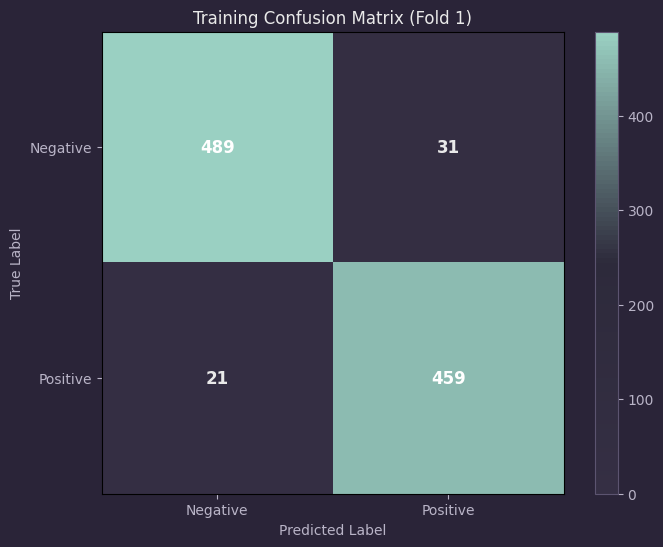 Training Confusion Matrix (Fold 1)
True Label
Negative
489
31
Positive
21
459
Negative
Positive
Predicted Label
400
300
200
100
0